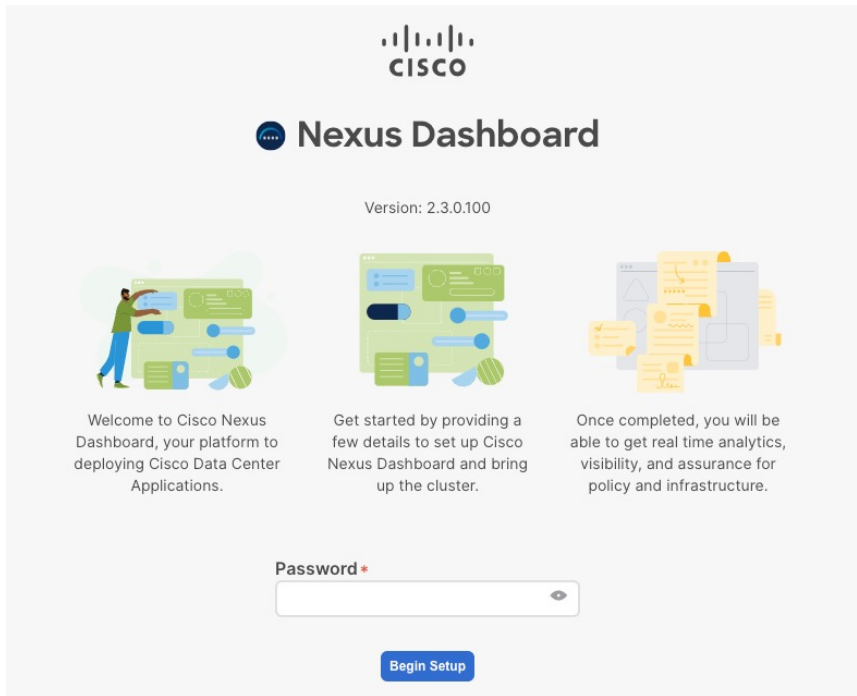 CISCO
Nexus Dashboard
Version: 2.3.0.100
Welcome to Cisco Nexus
Dashboard, your platform to
deploying Cisco Data Center
Applications.
Get started by providing a
few details to set up Cisco
Nexus Dashboard and bring
up the cluster.
Once completed, you will be
able to get real time analytics,
visibility, and assurance for
policy and infrastructure.
Password*
Begin Setup